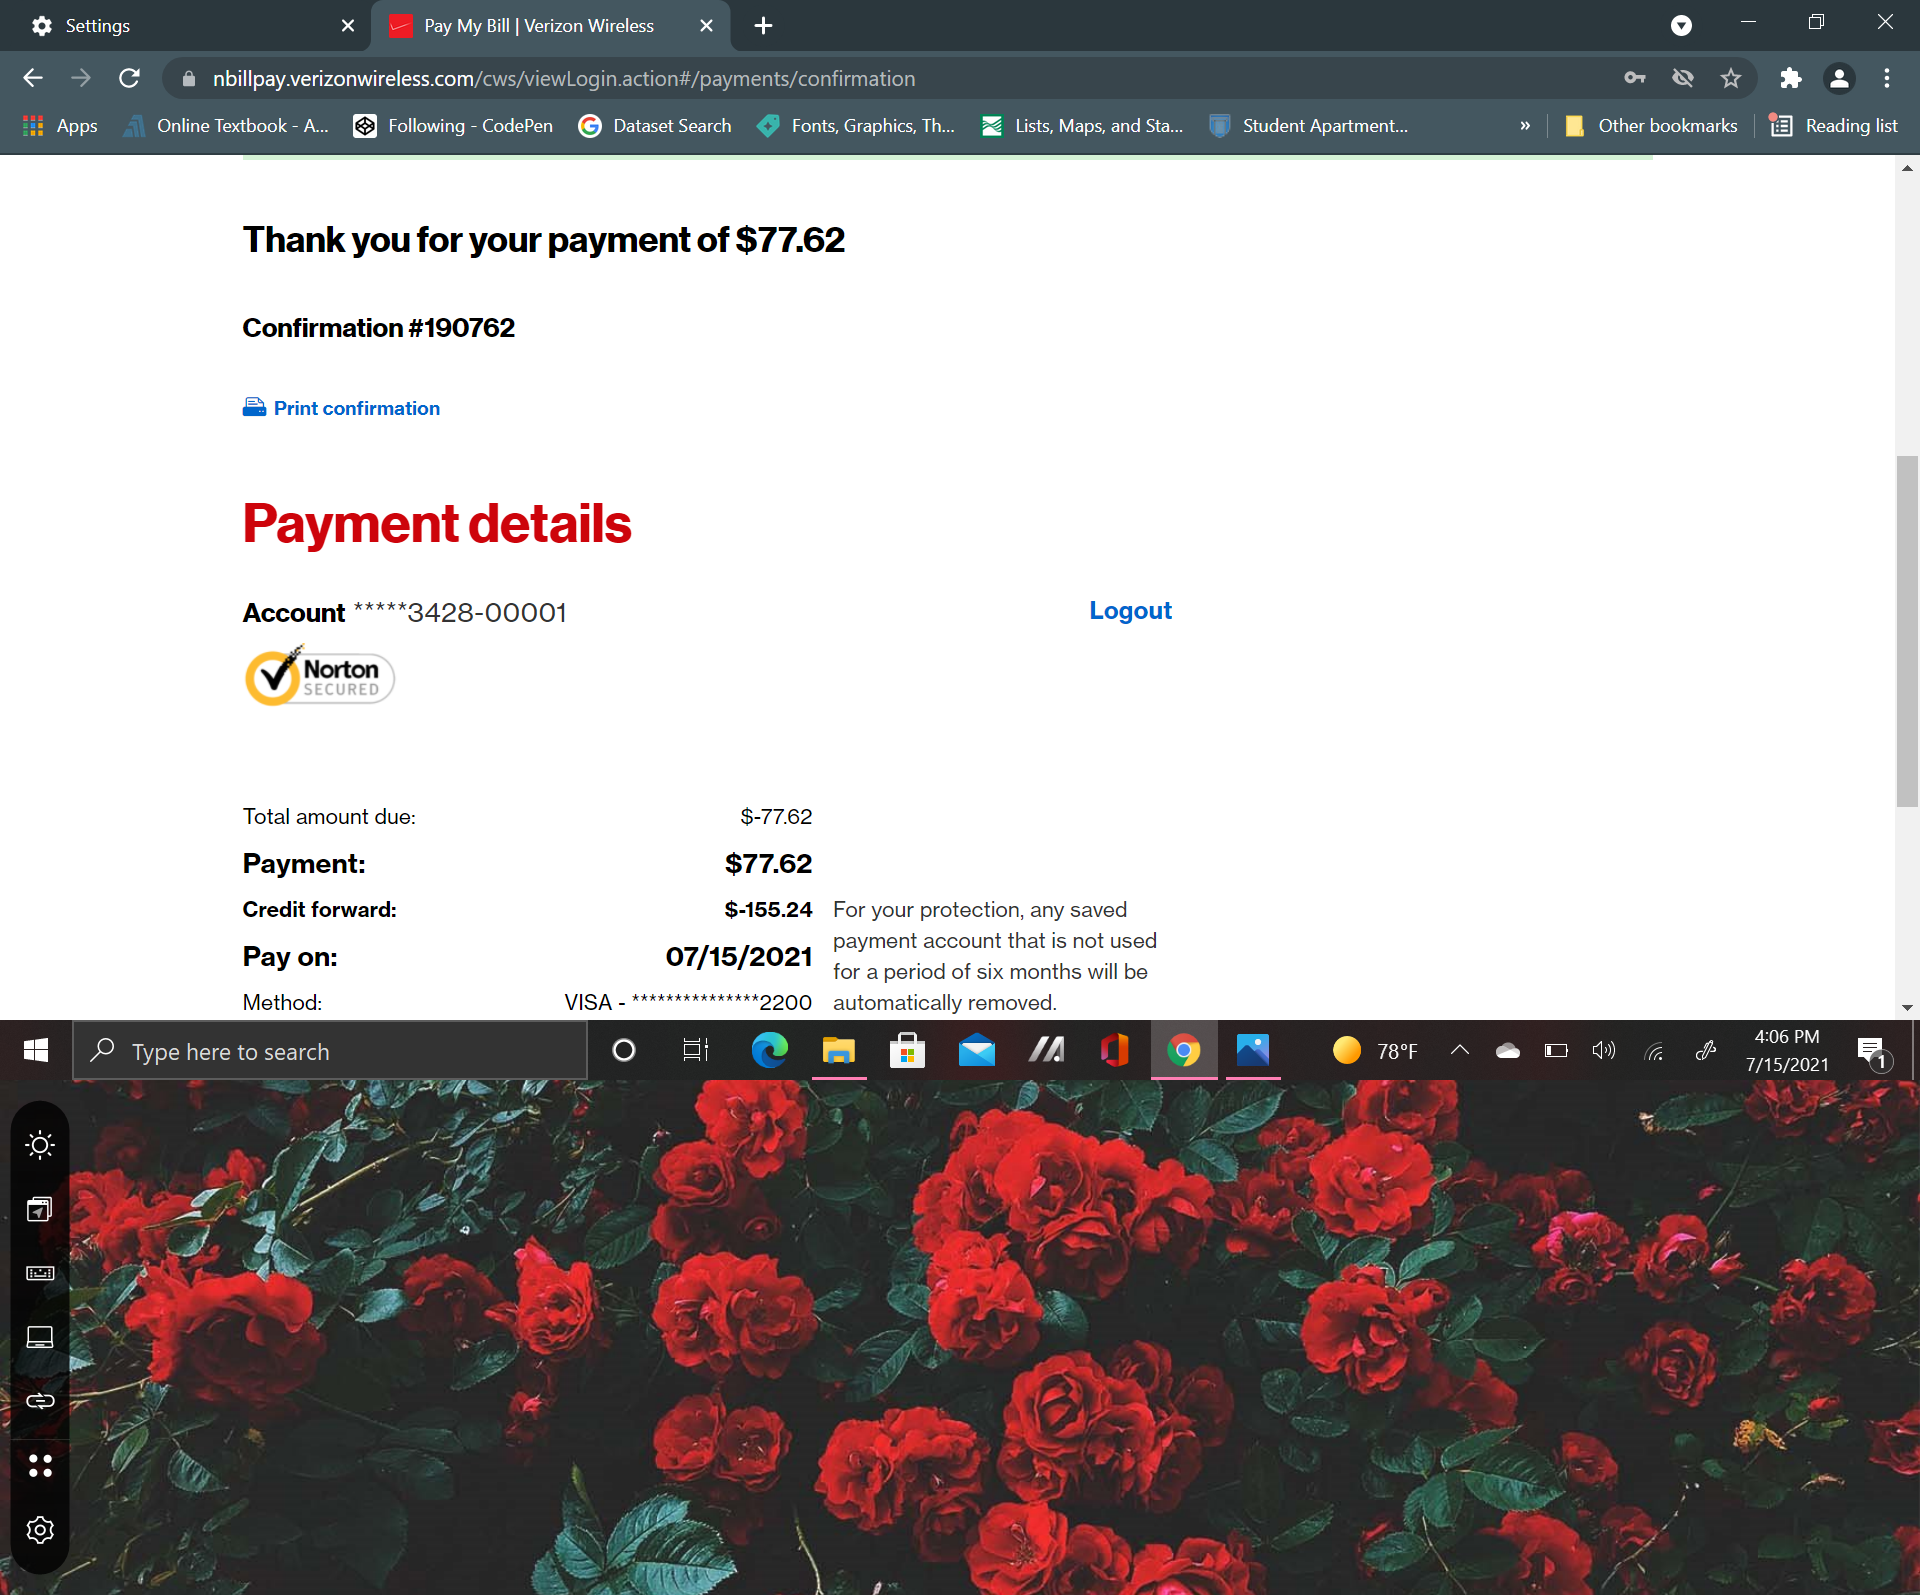 Settings
Pay My Bill | Verizon Wireless
nbillpay.verizonwireless.com/cws/viewLogin.action#/payments/confirmation
Apps
Online Textbook - A...
Following - CodePen
Dataset Search
Fonts, Graphics, Th...
Lists, Maps, and Sta...
Student Apartment...
»
Other bookmarks
Reading list
Thank you for your payment of $77.62
Confirmation #190762
Print confirmation
Payment details
Account *****3428-00001
Logout
Norton
SECURED
Total amount due: $-77.62
Payment: $77.62
Credit forward: $-155.24
For your protection, any saved
payment account that is not used
for a period of six months will be
automatically removed.
Pay on: 07/15/2021
Method: VISA - ***************2200
Type here to search
78°F
4:06 PM
7/15/2021
1